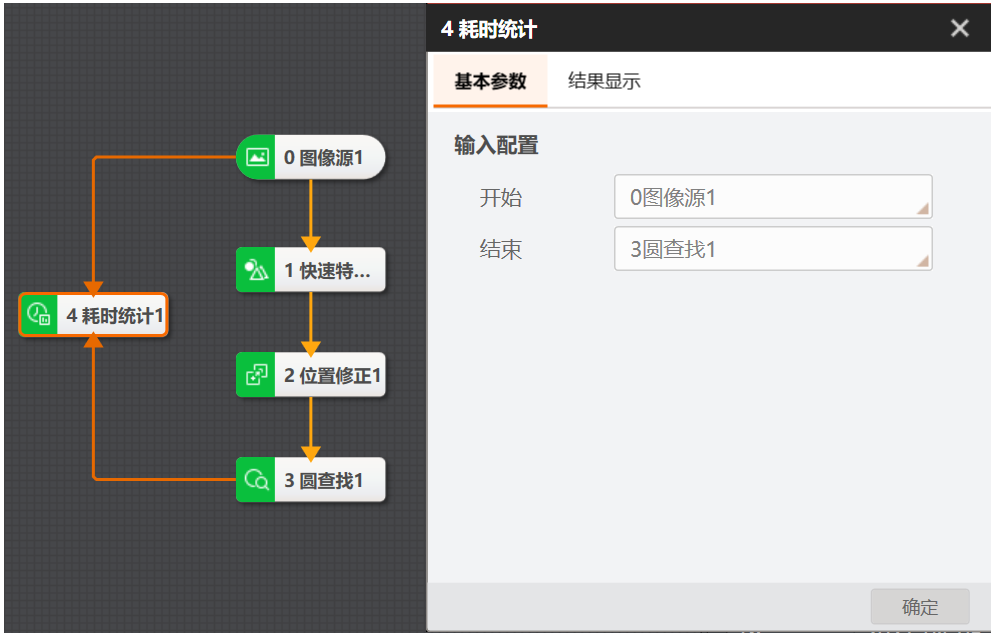 0 图像源1
1 快速特...
4 耗时统计1
2 位置修正1
3 圆查找1
4 耗时统计
基本参数 结果显示
输入配置
开始 0图像源1
结束 3圆查找1
确定